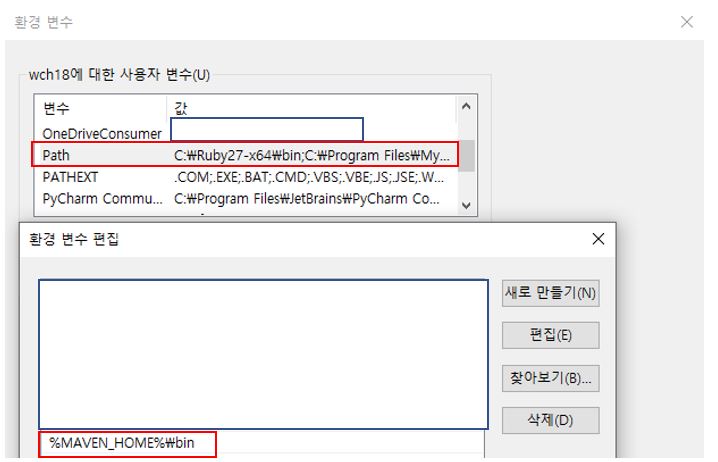 환경 변수
wch18에 대한 사용자 변수(U)
변수 값
OneDriveConsumer
Path C:₩Ruby27-x64₩bin;C:₩Program Files₩My...
PATHEXT .COM;.EXE;.BAT;.CMD;.VBS;.VBE;.JS;.JSE;.W...
PyCharm Commu... C:₩Program Files₩JetBrains₩PyCharm Co...
환경 변수 편집
새로 만들기(N)
편집(E)
찾아보기(B)...
삭제(D)
%MAVEN_HOME%₩bin